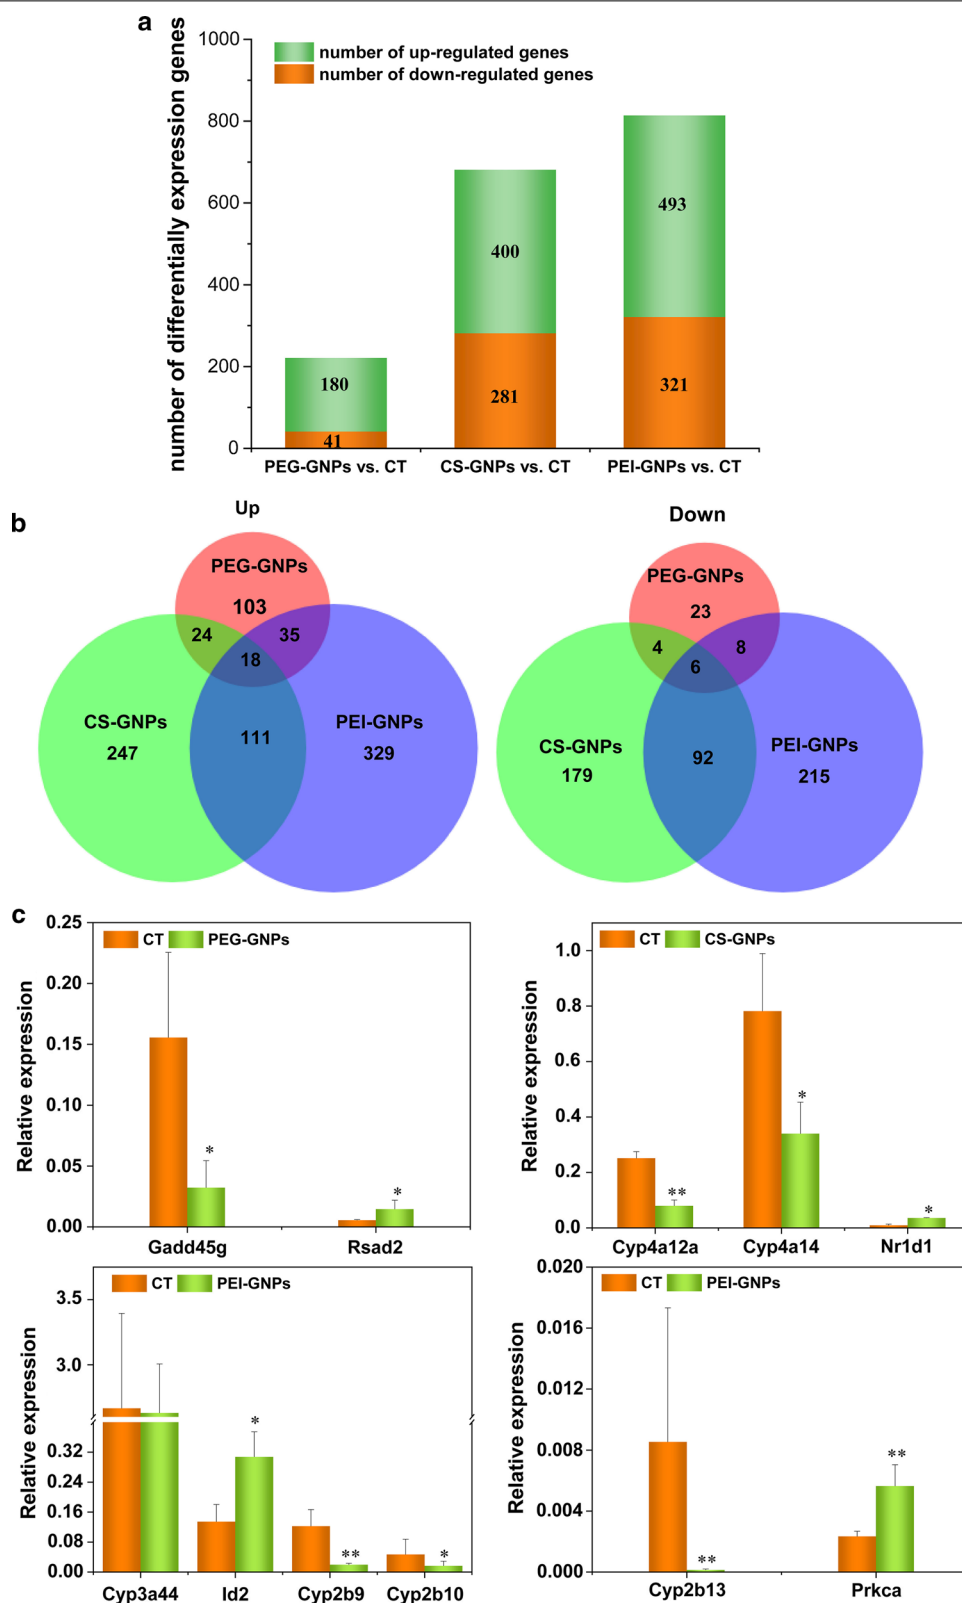 a
number of differentially expression genes
1000
800
600
400
200
0
number of up-regulated genes
number of down-regulated genes
180
41
400
281
493
321
PEG-GNPs vs. CT
CS-GNPs vs. CT
PEI-GNPs vs. CT
b
Up
PEG-GNPs
103
24
35
18
CS-GNPs
247
111
PEI-GNPs
329
Down
PEG-GNPs
23
4
8
6
CS-GNPs
179
92
PEI-GNPs
215
c
Relative expression
0.25
0.20
0.15
0.10
0.05
0.00
CT
PEG-GNPs
*
*
Gadd45g
Rsad2
Relative expression
1.0
0.8
0.6
0.4
0.2
0.0
CT
CS-GNPs
**
*
*
Cyp4a12a
Cyp4a14
Nr1d1
Relative expression
3.5
3.0
0.32
0.24
0.16
0.08
0.00
CT
PEI-GNPs
*
**
*
Cyp3a44
Id2
Cyp2b9
Cyp2b10
Relative expression
0.020
0.016
0.012
0.008
0.004
0.000
CT
PEI-GNPs
**
**
Cyp2b13
Prkca